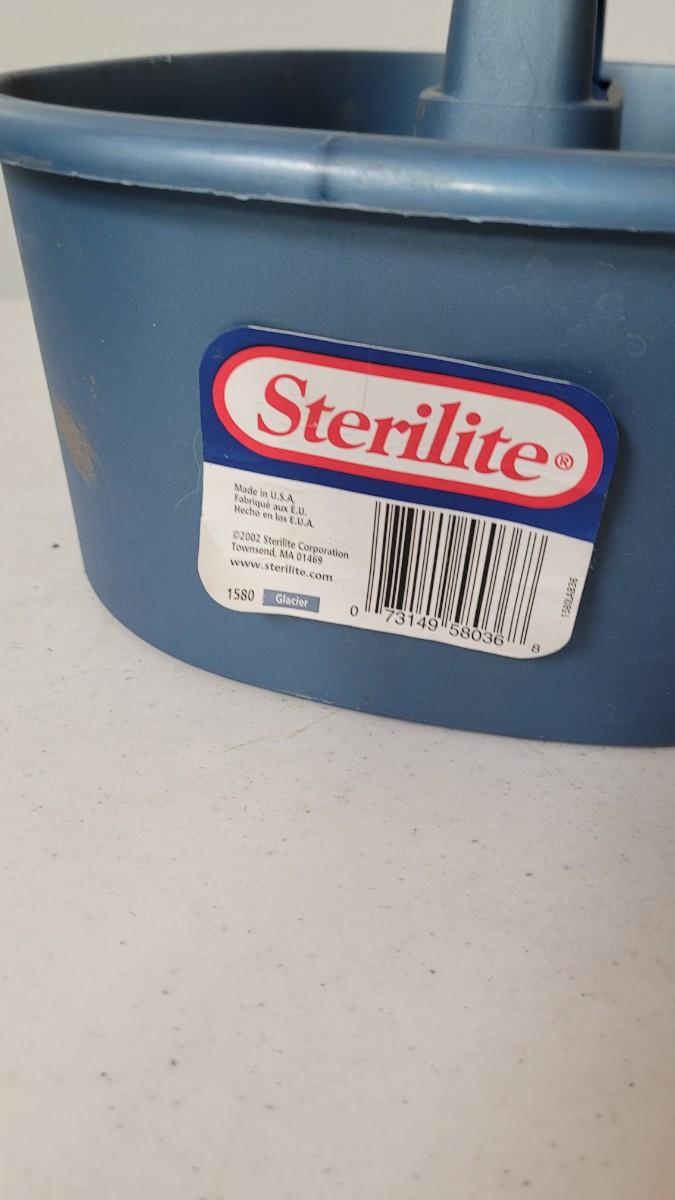 Sterilite®
Made in U.S.A.
Fabriqué aux É.U.
Hecho en los E.U.A.
©2002 Sterilite Corporation
Townsend, MA 01469
www.sterilite.com
1580 Glacier
0 73149 58036 8
1580LAB36